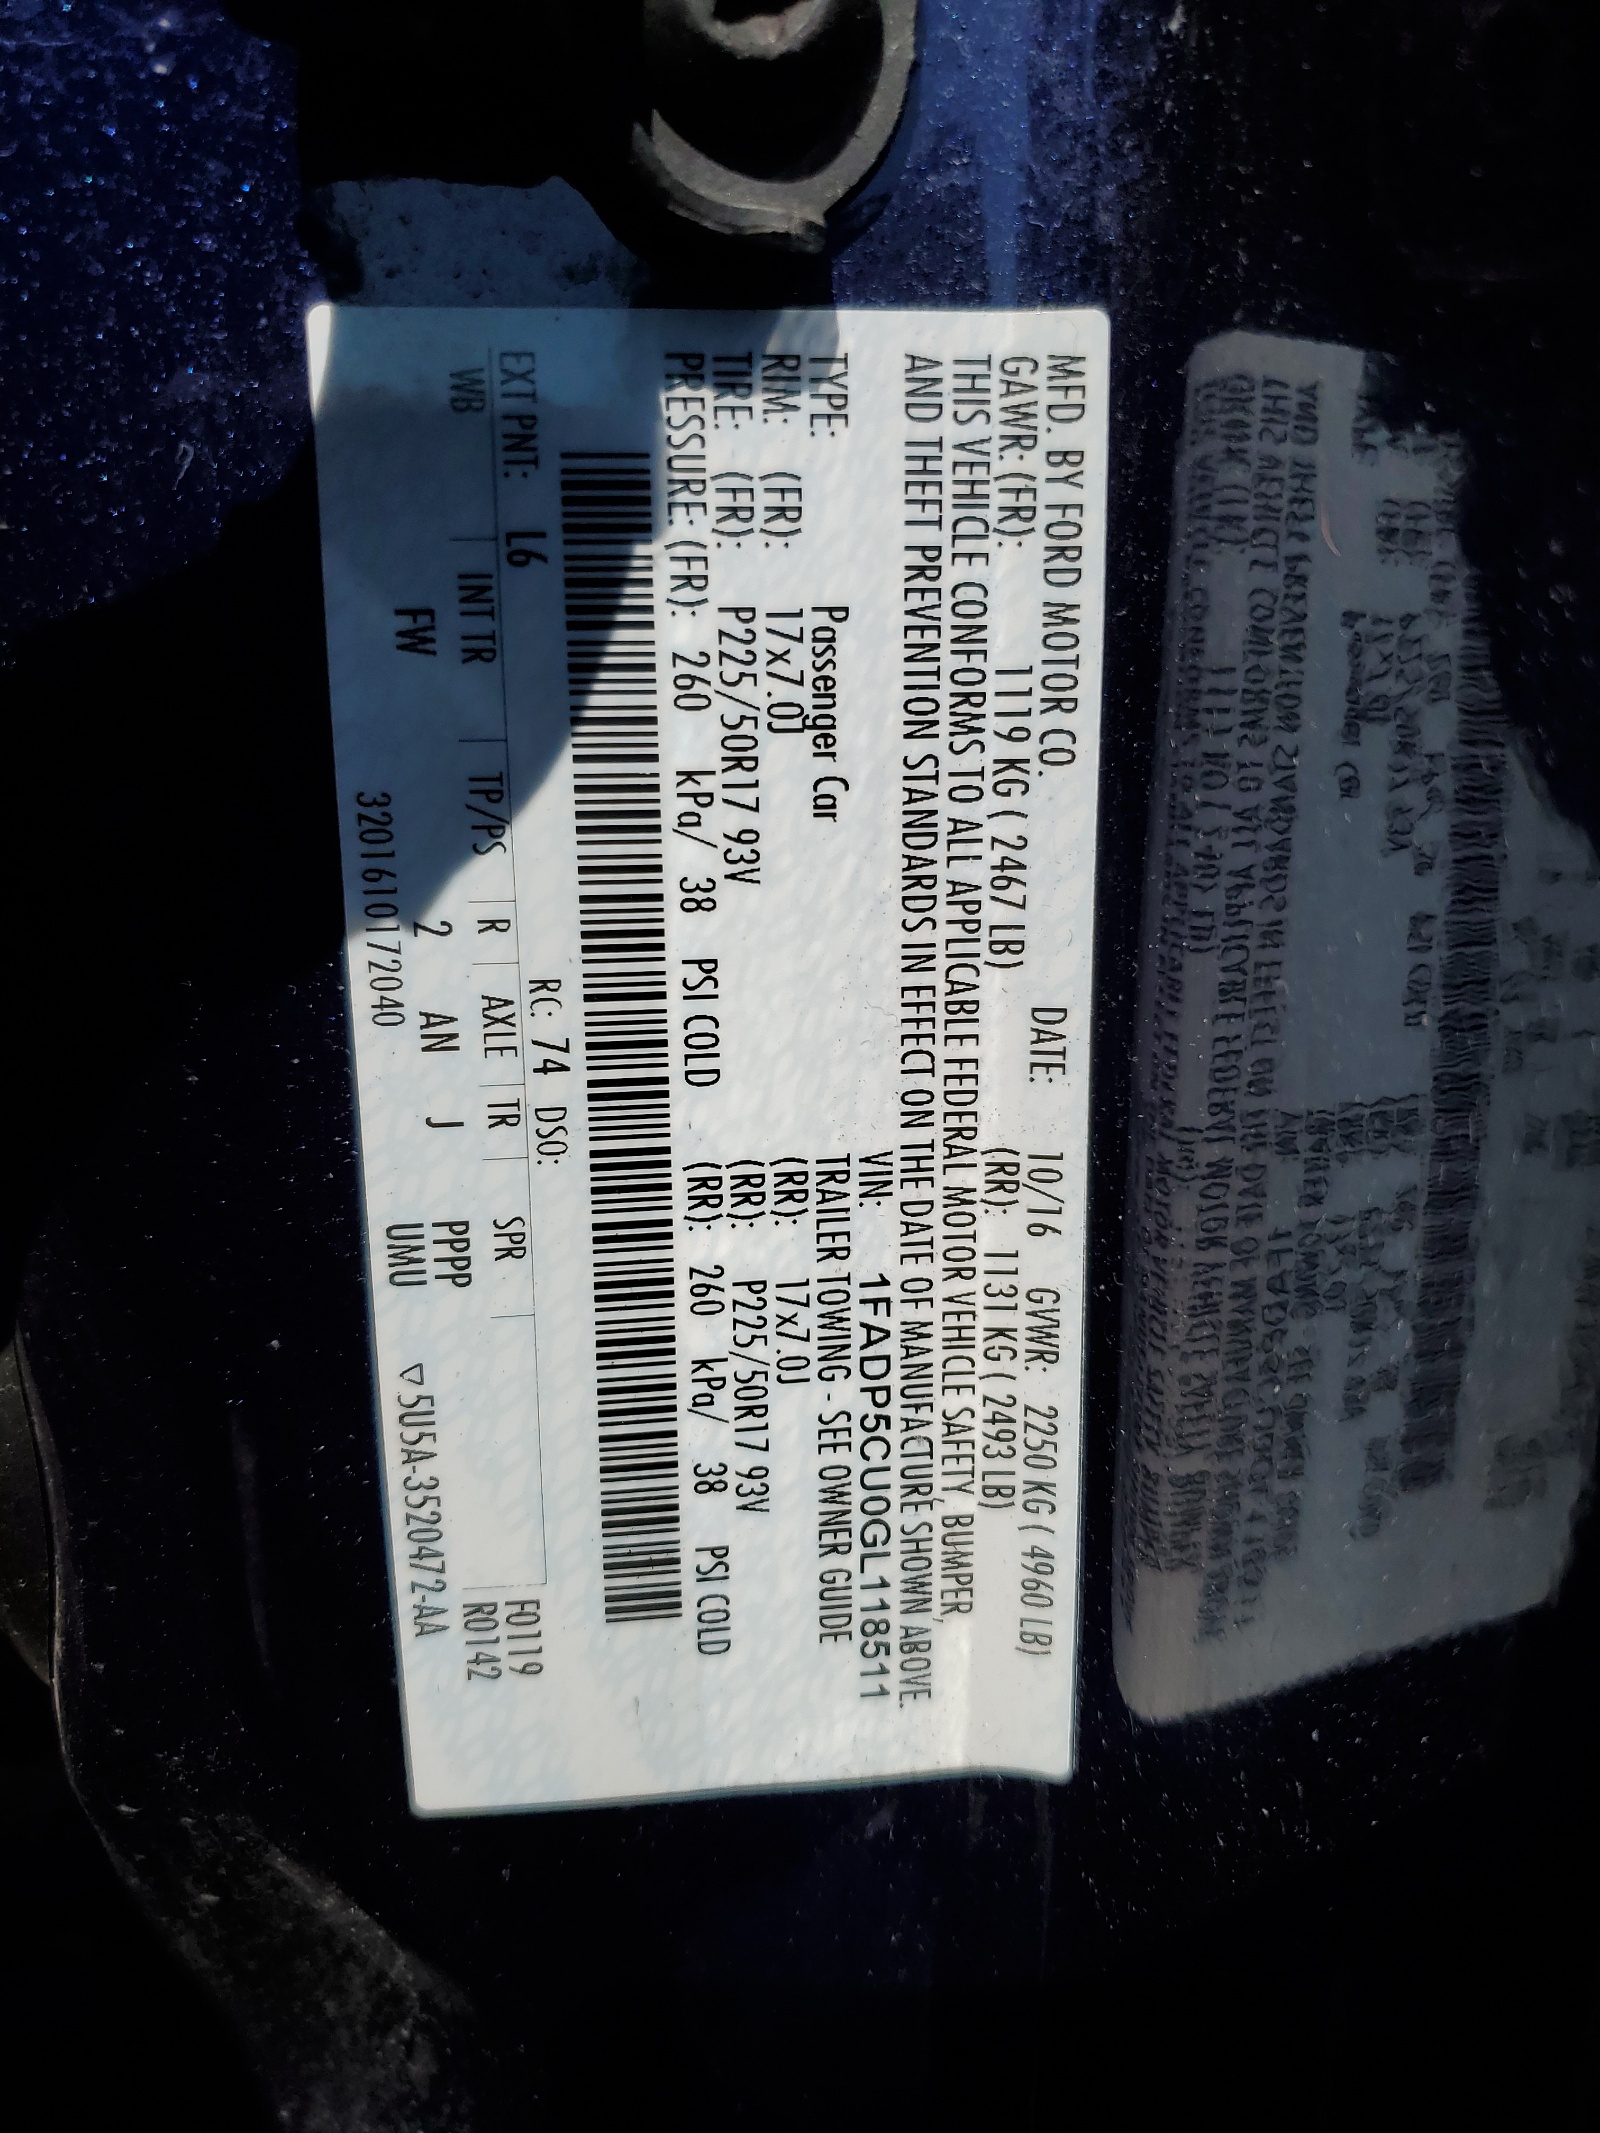 MFD. BY FORD MOTOR CO. DATE: 10/16 GVWR: 2250 KG ( 4960 LB)
GAWR: (FR): 1119 KG ( 2467 LB) (RR): 1131 KG ( 2493 LB)
THIS VEHICLE CONFORMS TO ALL APPLICABLE FEDERAL MOTOR VEHICLE SAFETY, BUMPER,
AND THEFT PREVENTION STANDARDS IN EFFECT ON THE DATE OF MANUFACTURE SHOWN ABOVE.
VIN: 1FADP5CU0GL118511
TYPE: Passenger Car TRAILER TOWING - SEE OWNER GUIDE
RIM: (FR): 17x7.0J (RR): 17x7.0J
TIRE: (FR): P225/50R17 93V (RR): P225/50R17 93V
PRESSURE: (FR): 260 kPa/ 38 PSI COLD (RR): 260 kPa/ 38 PSI COLD
EXT PNT: L6 RC: 74 DSO: F0119
WB INT TR TP/PS R AXLE TR SPR R0142
FW 2 AN J PPPP
UMU ▽5U5A-3520472-AA
3201610172040